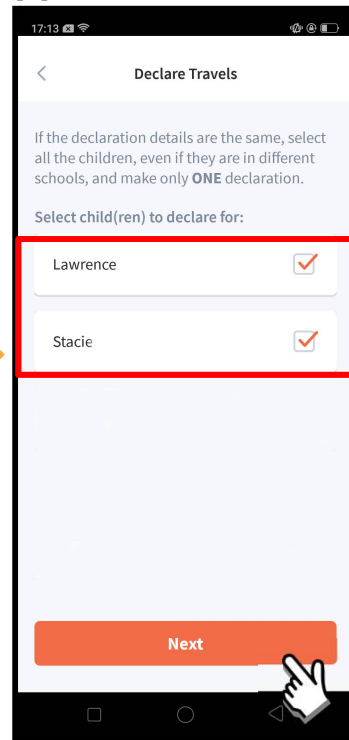 17:13
Declare Travels
If the declaration details are the same, select
all the children, even if they are in different
schools, and make only ONE declaration.
Select child(ren) to declare for:
Lawrence
Stacie
Next